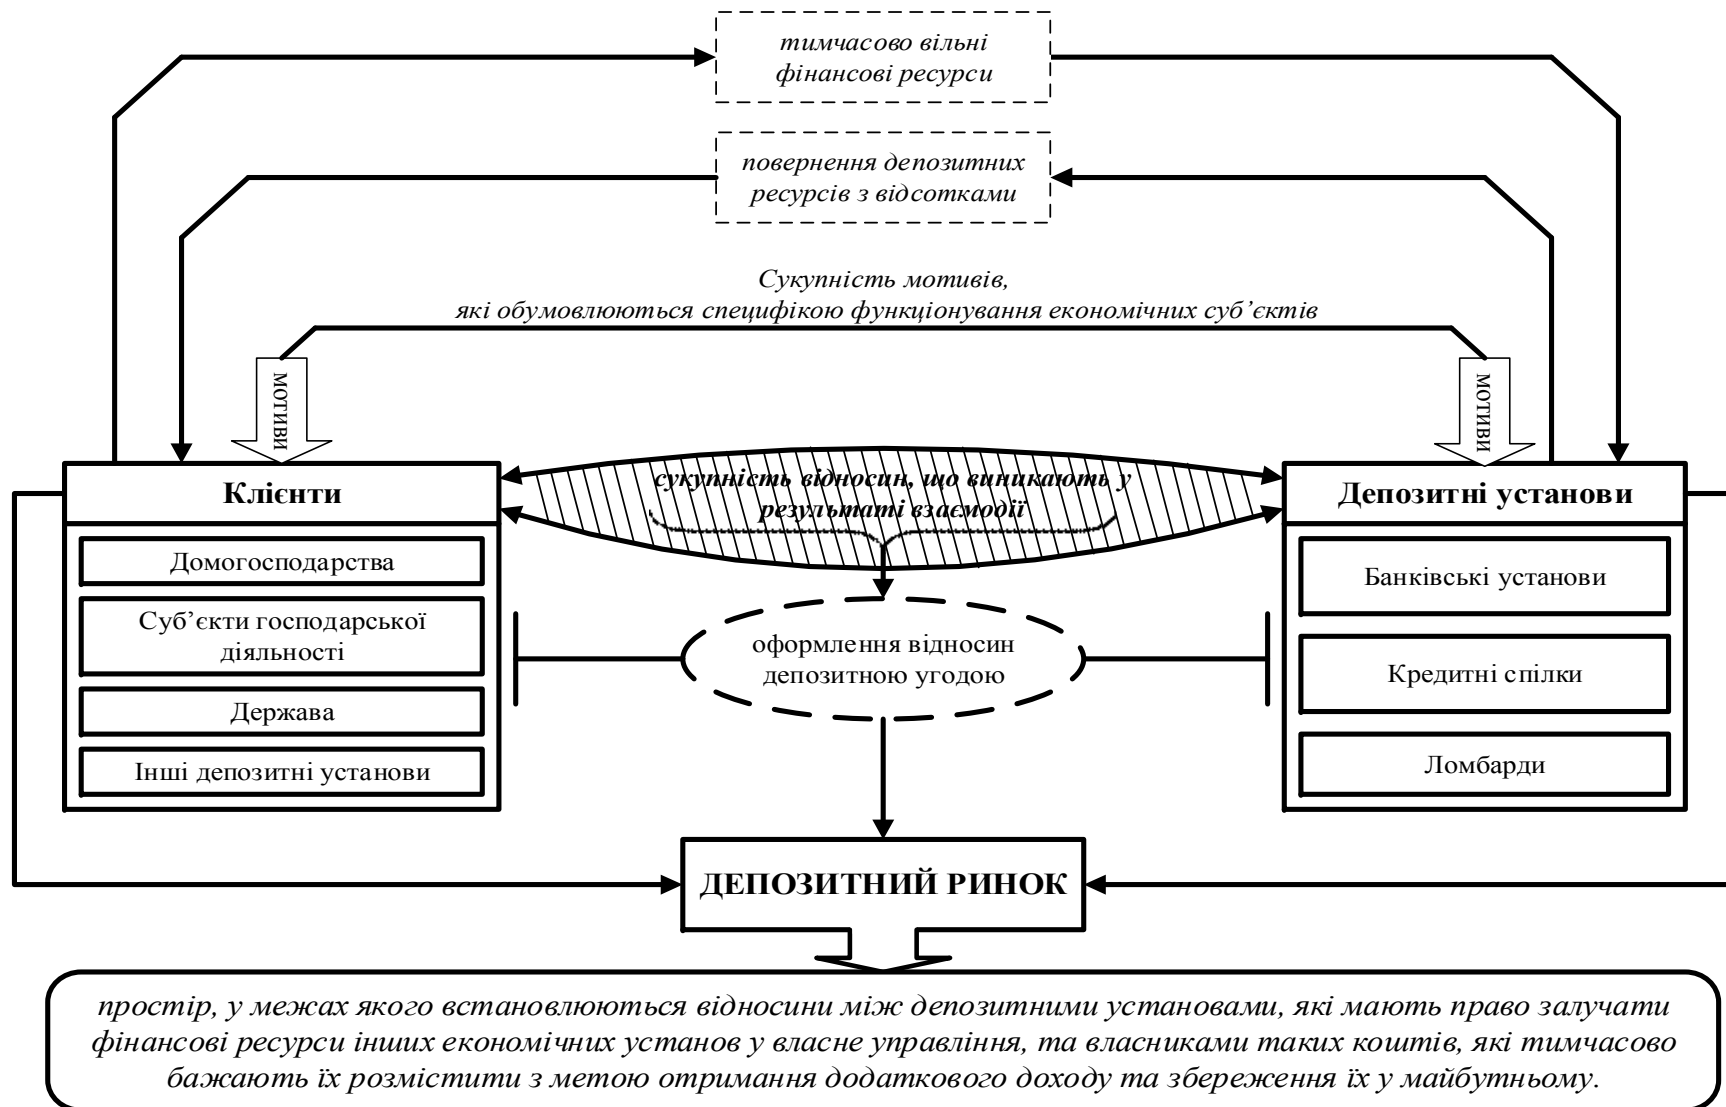 тимчасово вільні
фінансові ресурси
повернення депозитних
ресурсів з відсотками
Сукупність мотивів,
які обумовлюються специфікою функціонування економічних суб’єктів
мотиви
мотиви
Клієнти
сукупність відносин, що виникають у
результаті взаємодії
Депозитні установи
Домогосподарства
Суб’єкти господарської
діяльності
Держава
Інші депозитні установи
оформлення відносин
депозитною угодою
Банківські установи
Кредитні спілки
Ломбарди
ДЕПОЗИТНИЙ РИНОК
простір, у межах якого встановлюються відносини між депозитними установами, які мають право залучати
фінансові ресурси інших економічних установ у власне управління, та власниками таких коштів, які тимчасово
бажають їх розмістити з метою отримання додаткового доходу та збереження їх у майбутньому.